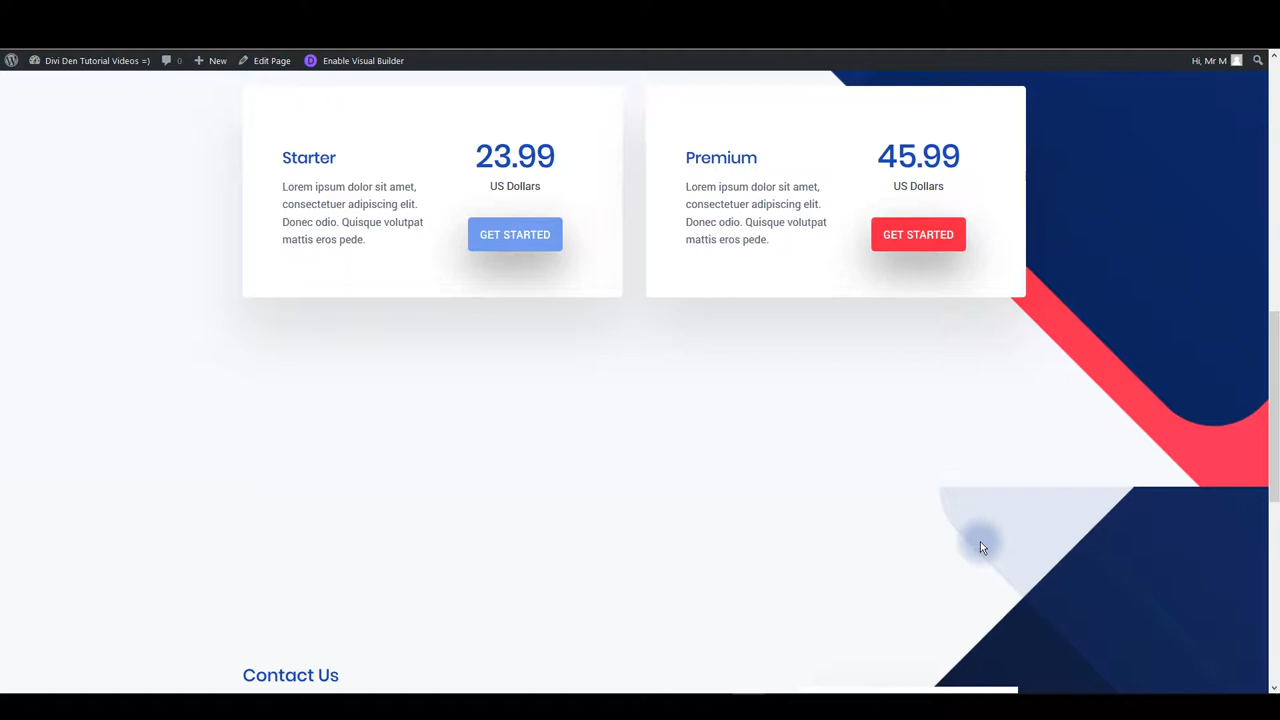 Divi Den Tutorial Videos =) 0 New Edit Page D Enable Visual Builder Hi, Mr M
Starter
Lorem ipsum dolor sit amet,
consectetuer adipiscing elit.
Donec odio. Quisque volutpat
mattis eros pede.
23.99
US Dollars
GET STARTED
Premium
Lorem ipsum dolor sit amet,
consectetuer adipiscing elit.
Donec odio. Quisque volutpat
mattis eros pede.
45.99
US Dollars
GET STARTED
Contact Us